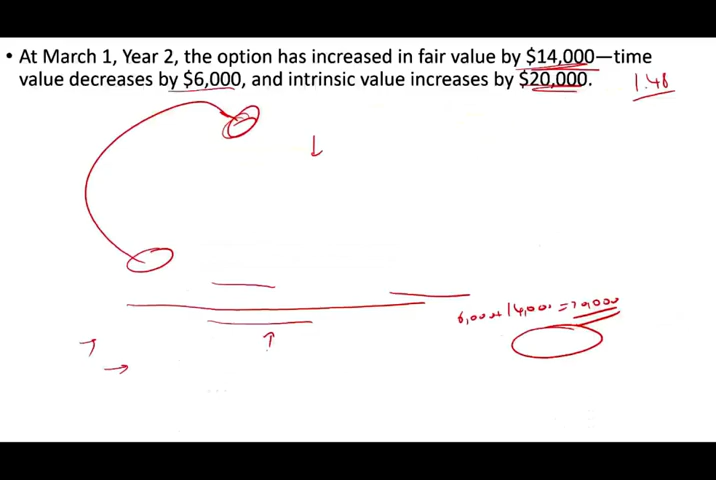 • At March 1, Year 2, the option has increased in fair value by $14,000—time
value decreases by $6,000, and intrinsic value increases by $20,000.
1.48
6,000+14,000 = 20,000